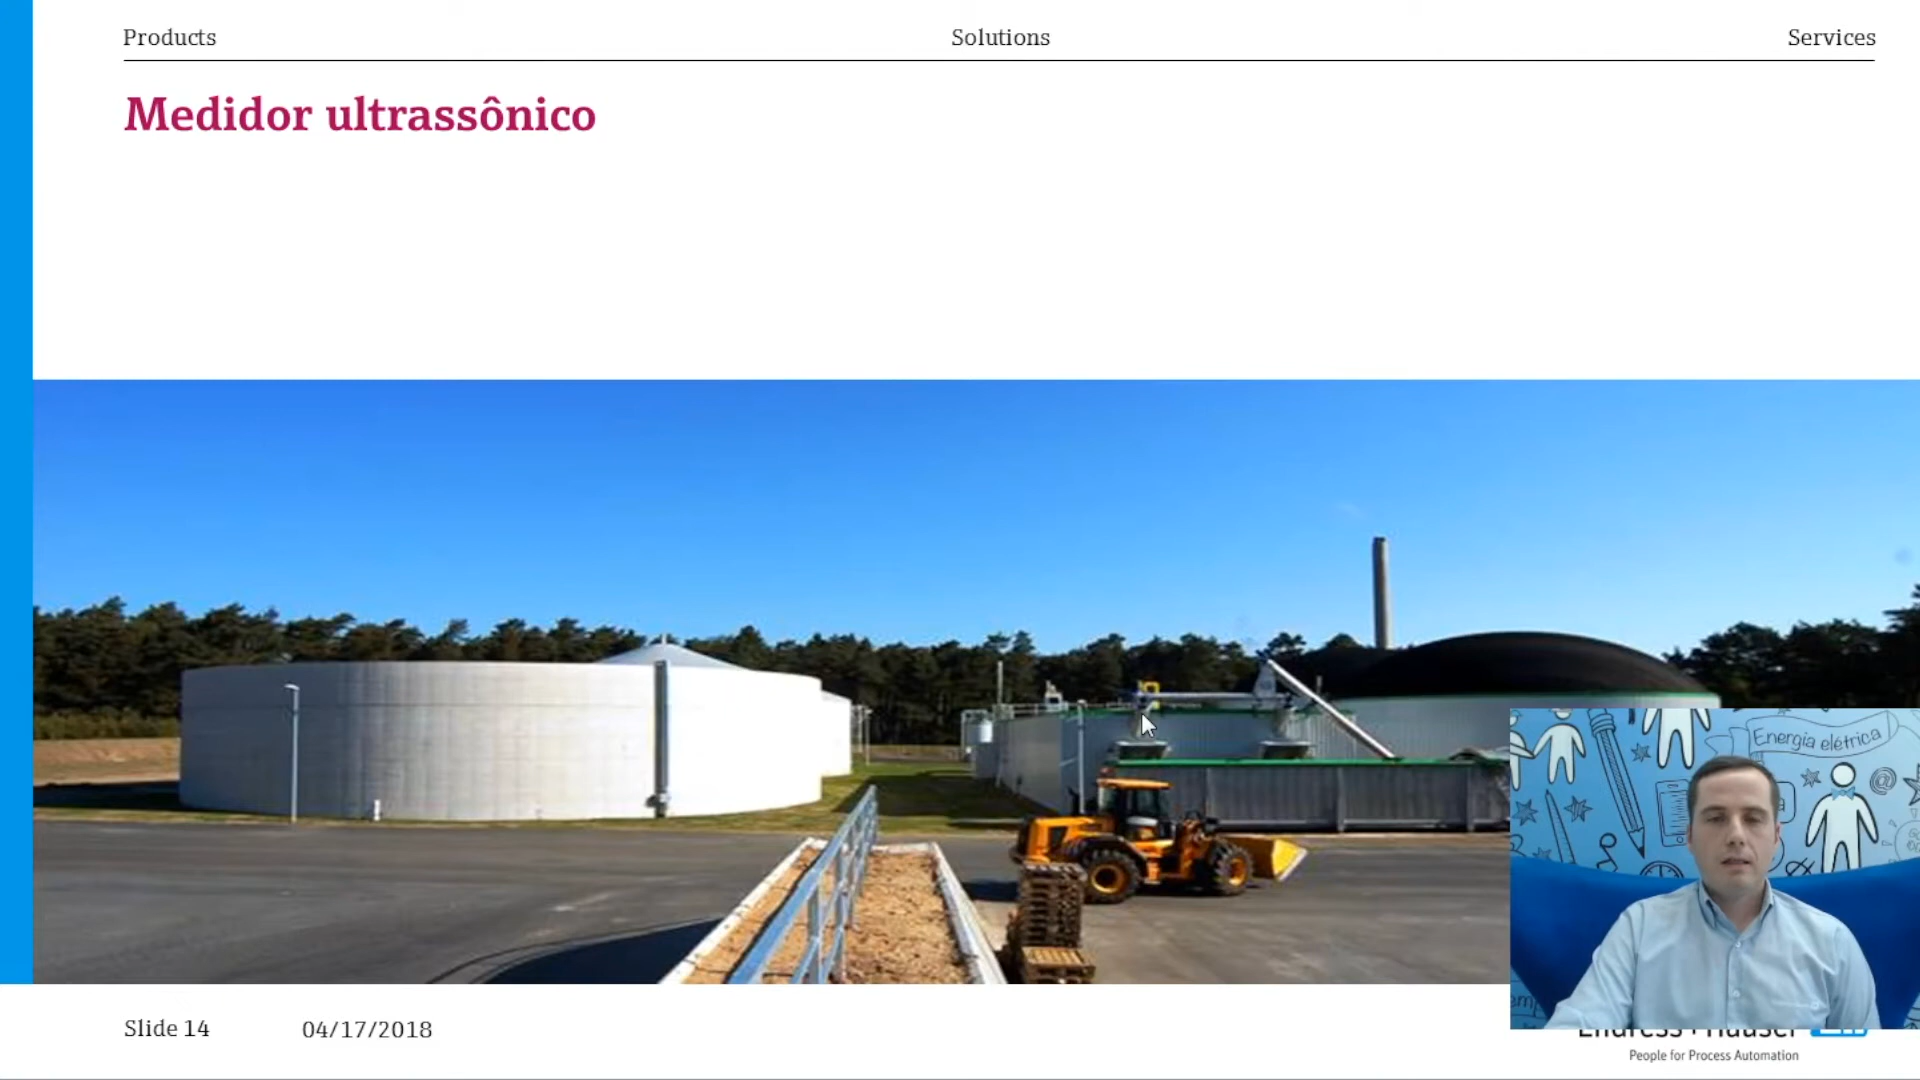 Products Solutions Services
Medidor ultrassônico
Energia elétrica
@
Slide 14 04/17/2018
People for Process Automation